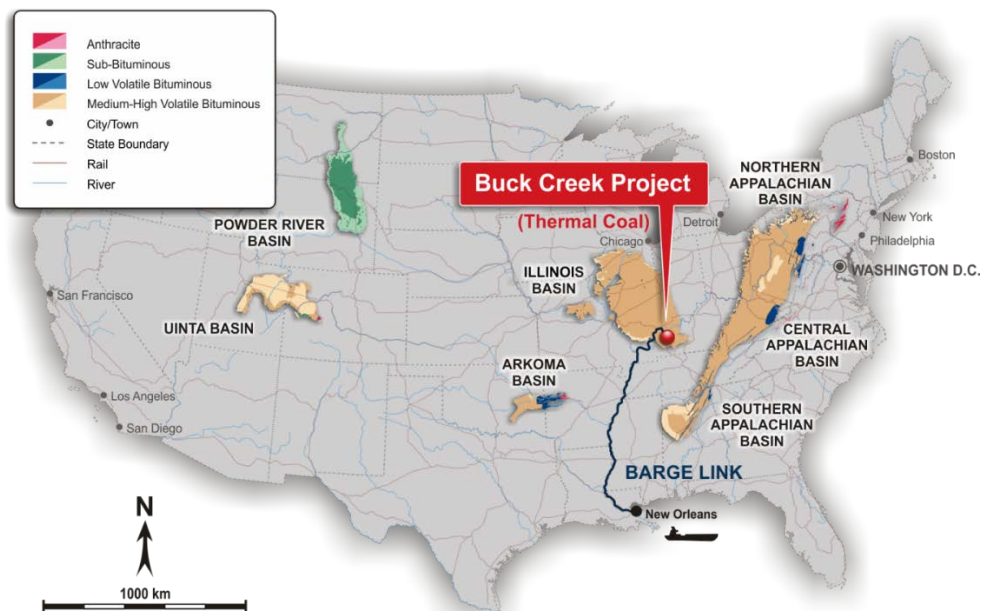 Anthracite
Sub-Bituminous
Low Volatile Bituminous
Medium-High Volatile Bituminous
City/Town
State Boundary
Rail
River
Buck Creek Project
(Thermal Coal)
Chicago
Detroit
NORTHERN
APPALACHIAN
BASIN
Boston
New York
Philadelphia
WASHINGTON D.C.
POWDER RIVER
BASIN
ILLINOIS
BASIN
San Francisco
UINTA BASIN
CENTRAL
APPALACHIAN
BASIN
ARKOMA
BASIN
Los Angeles
San Diego
SOUTHERN
APPALACHIAN
BASIN
BARGE LINK
New Orleans
N
1000 km